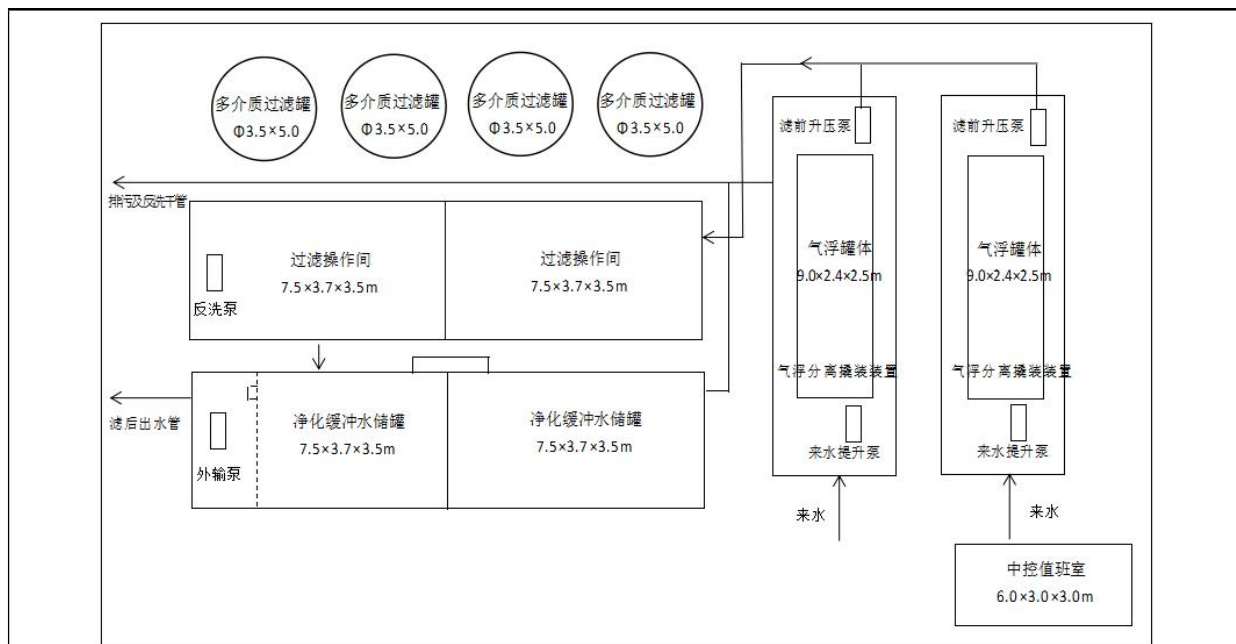 多介质过滤罐
Φ3.5×5.0
多介质过滤罐
Φ3.5×5.0
多介质过滤罐
Φ3.5×5.0
多介质过滤罐
Φ3.5×5.0
滤前升压泵
滤前升压泵
排污及反洗干管
过滤操作间
7.5×3.7×3.5m
过滤操作间
7.5×3.7×3.5m
反洗泵
气浮罐体
9.0×2.4×2.5m
气浮罐体
9.0×2.4×2.5m
气浮分离撬装装置
气浮分离撬装装置
滤后出水管
净化缓冲水储罐
7.5×3.7×3.5m
净化缓冲水储罐
7.5×3.7×3.5m
外输泵
来水提升泵
来水提升泵
来水
来水
中控值班室
6.0×3.0×3.0m